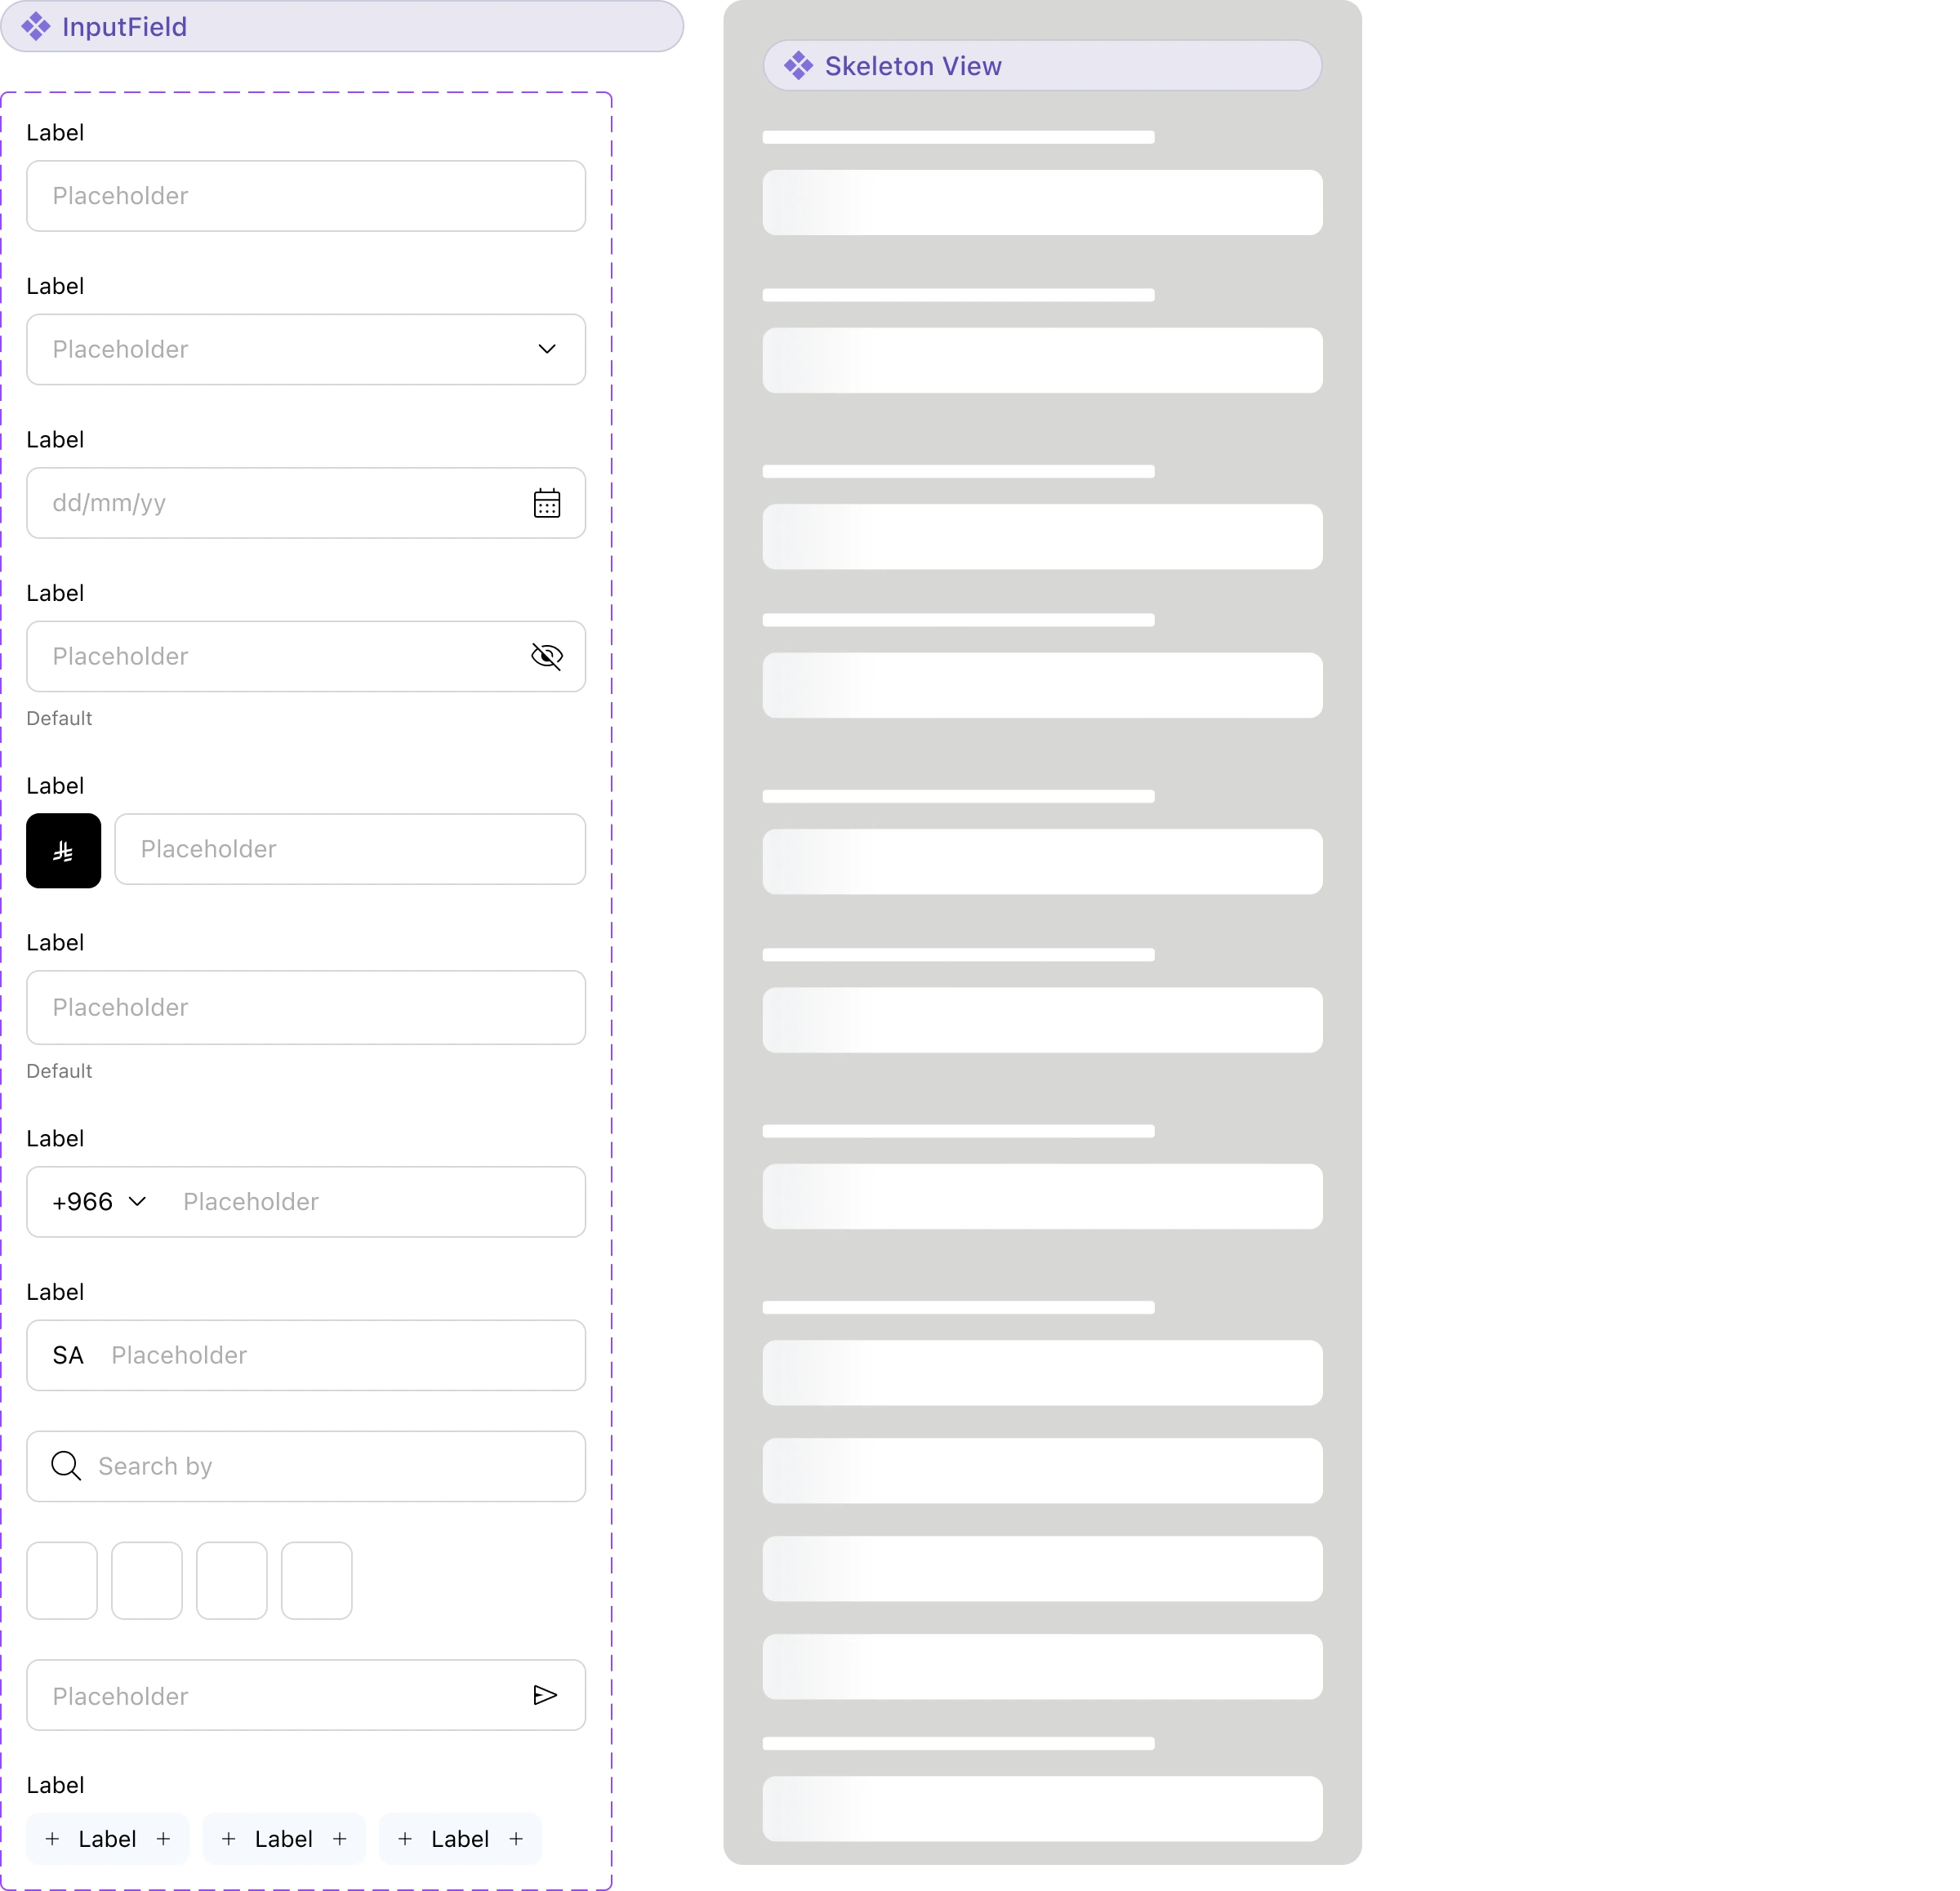 InputField
Label
Placeholder
Label
Placeholder
Label
dd/mm/yy
Label
Placeholder
Default
Label
Placeholder
Label
Placeholder
Default
Label
+966 Placeholder
Label
SA Placeholder
Search by
Placeholder
Label
+ Label + + Label + + Label +
Skeleton View